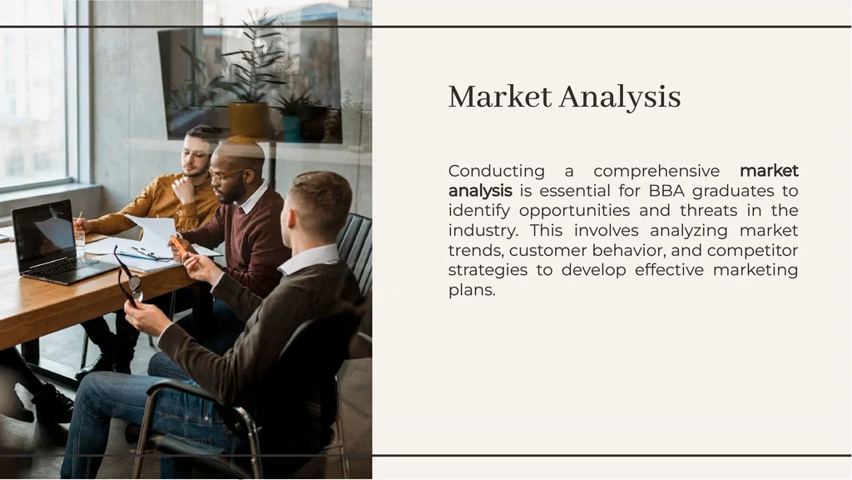 Market Analysis
Conducting a comprehensive market
analysis is essential for BBA graduates to
identify opportunities and threats in the
industry. This involves analyzing market
trends, customer behavior, and competitor
strategies to develop effective marketing
plans.